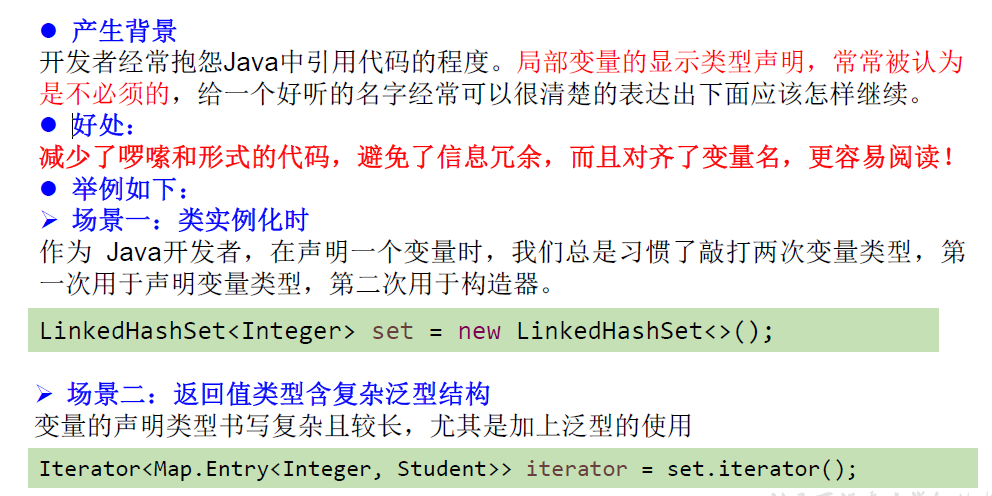 ● 产生背景
开发者经常抱怨Java中引用代码的程度。局部变量的显示类型声明，常常被认为
是不必须的，给一个好听的名字经常可以很清楚的表达出下面应该怎样继续。
● 好处：
减少了啰嗦和形式的代码，避免了信息冗余，而且对齐了变量名，更容易阅读！
● 举例如下：
➢ 场景一：类实例化时
作为 Java开发者，在声明一个变量时，我们总是习惯了敲打两次变量类型，第
一次用于声明变量类型，第二次用于构造器。
LinkedHashSet<Integer> set = new LinkedHashSet<>();
➢ 场景二：返回值类型含复杂泛型结构
变量的声明类型书写复杂且较长，尤其是加上泛型的使用
Iterator<Map.Entry<Integer, Student>> iterator = set.iterator();